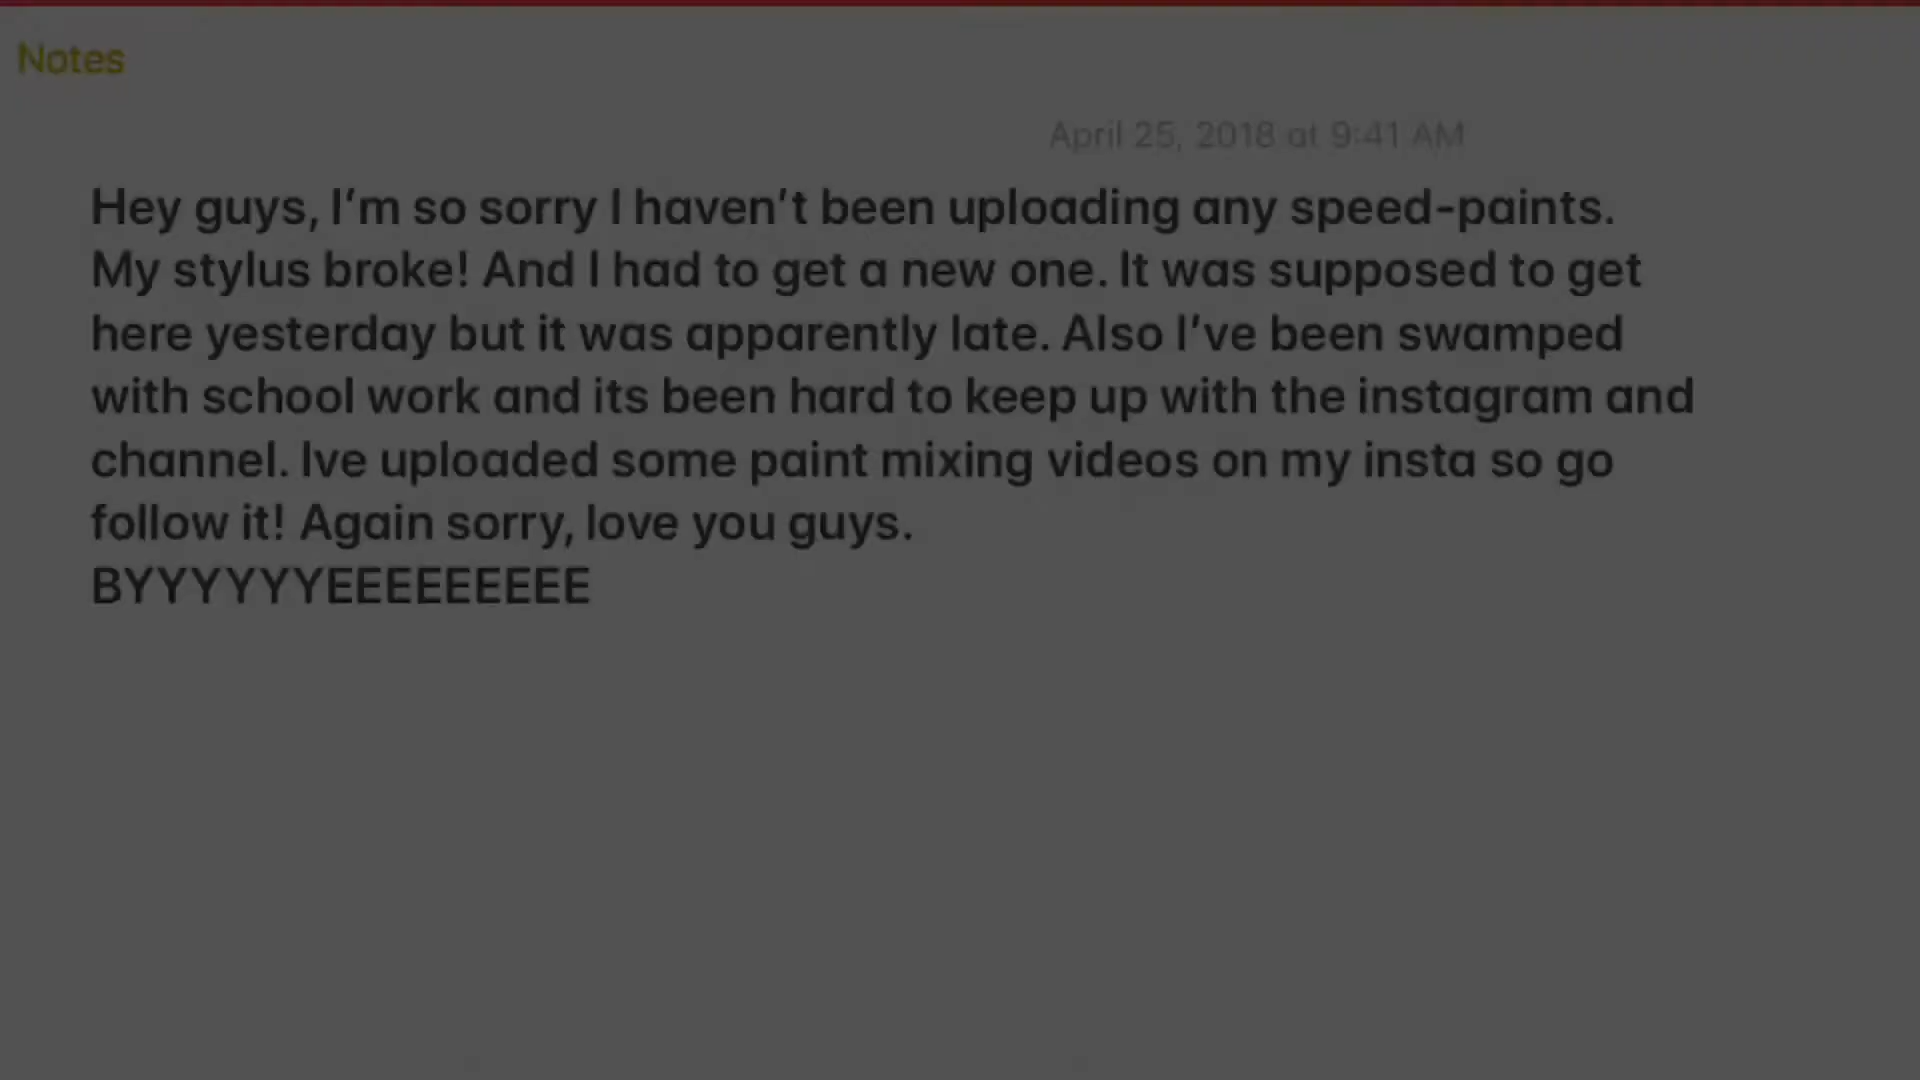 Notes
April 25, 2018 at 9:41 AM
Hey guys, I’m so sorry I haven’t been uploading any speed-paints.
My stylus broke! And I had to get a new one. It was supposed to get
here yesterday but it was apparently late. Also I’ve been swamped
with school work and its been hard to keep up with the instagram and
channel. Ive uploaded some paint mixing videos on my insta so go
follow it! Again sorry, love you guys.
BYYYYYYEEEEEEEEE